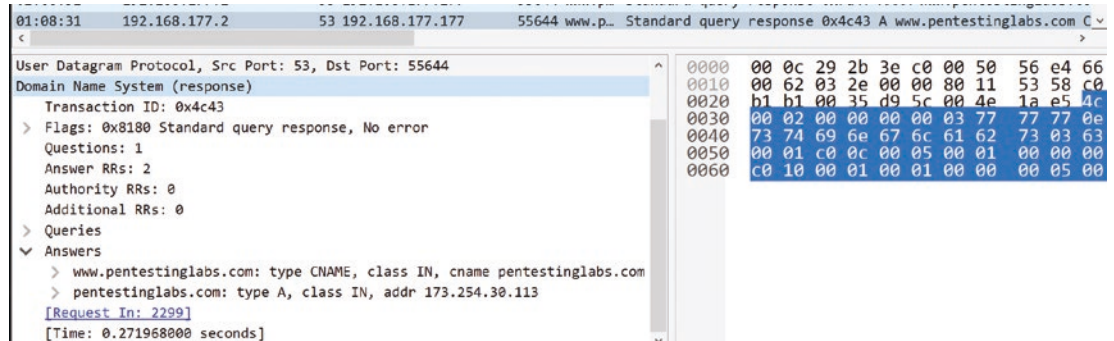 01:08:31 192.168.177.2 53 192.168.177.177 55644 www.p… Standard query response 0x4c43 A www.pentestinglabs.com C
User Datagram Protocol, Src Port: 53, Dst Port: 55644
Domain Name System (response)
Transaction ID: 0x4c43
> Flags: 0x8180 Standard query response, No error
Questions: 1
Answer RRs: 2
Authority RRs: 0
Additional RRs: 0
> Queries
Answers
> www.pentestinglabs.com: type CNAME, class IN, cname pentestinglabs.com
> pentestinglabs.com: type A, class IN, addr 173.254.30.113
[Request In: 2299]
[Time: 0.271968000 seconds]
0000 00 0c 29 2b 3e c0 00 50 56 e4 66
0010 00 62 03 2e 00 00 80 11 53 58 c0
0020 b1 b1 00 35 d9 5c 00 4e 1a e5 4c
0030 00 02 00 00 00 00 03 77 77 77 0e
0040 73 74 69 6e 67 6c 61 62 73 03 63
0050 00 01 c0 0c 00 05 00 01 00 00 00
0060 c0 10 00 01 00 01 00 00 00 05 00